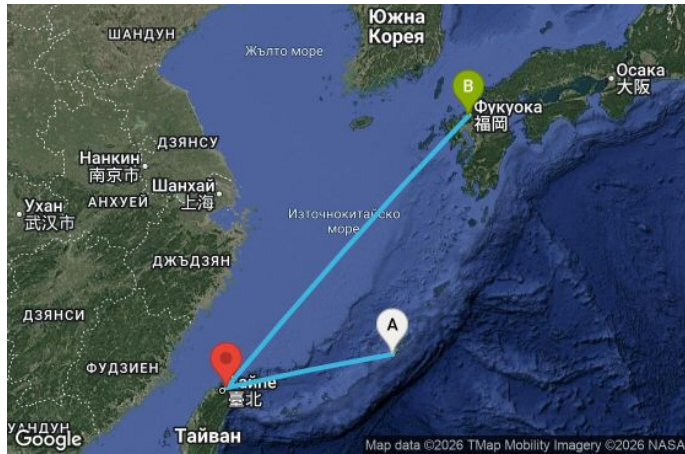 ШАНДУН
Южна
Корея
Жълто море
Осака
大阪
B
Фукуока
福岡
ДЗЯНСУ
Нанкин
南京市
Шанхай
上海
АНХУЕЙ
Ухан
武汉市
Източнокитайско
море
ДЖЪДЗЯН
ДЗЯНСИ
A
ФУДЗИЕН
臺北
Тайван
Google
Map data ©2026 TMap Mobility Imagery ©2026 NASA